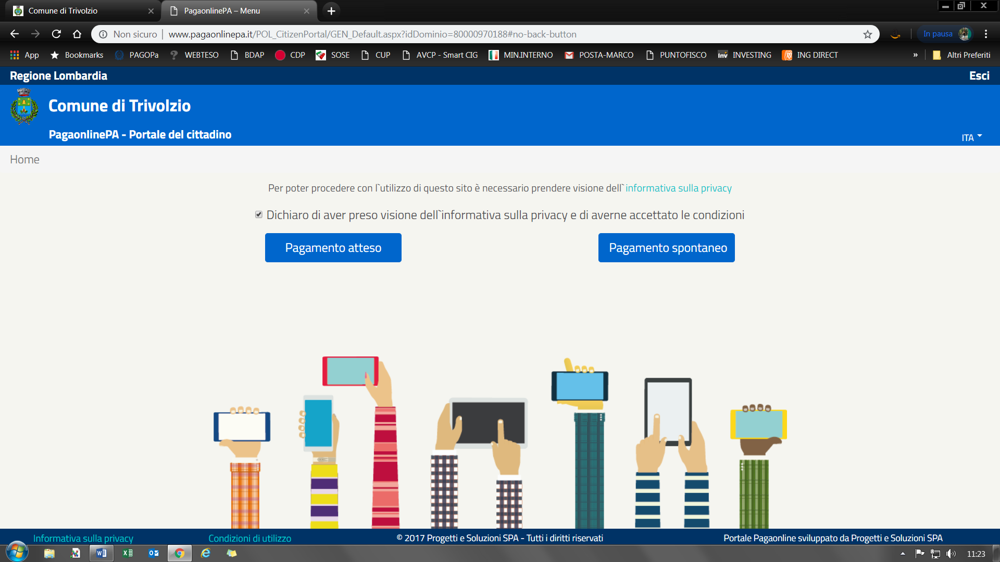 Comune di Trivolzio
PagaonlinePA – Menu
Non sicuro | www.pagaonlinepa.it/POL_CitizenPortal/GEN_Default.aspx?idDominio=80000970188#no-back-button
In pausa
App Bookmarks PAGOPa WEBTESO BDAP CDP SOSE CUP AVCP - Smart CIG MIN.INTERNO POSTA-MARCO PUNTOFISCO INVESTING ING DIRECT » Altri Preferiti
Regione Lombardia
Esci
Comune di Trivolzio
PagaonlinePA - Portale del cittadino
ITA
Home
Per poter procedere con l`utilizzo di questo sito è necessario prendere visione dell`informativa sulla privacy
Dichiaro di aver preso visione dell`informativa sulla privacy e di averne accettato le condizioni
Pagamento atteso
Pagamento spontaneo
Informativa sulla privacy
Condizioni di utilizzo
© 2017 Progetti e Soluzioni SPA - Tutti i diritti riservati
Portale Pagaonline sviluppato da Progetti e Soluzioni SPA
11:23